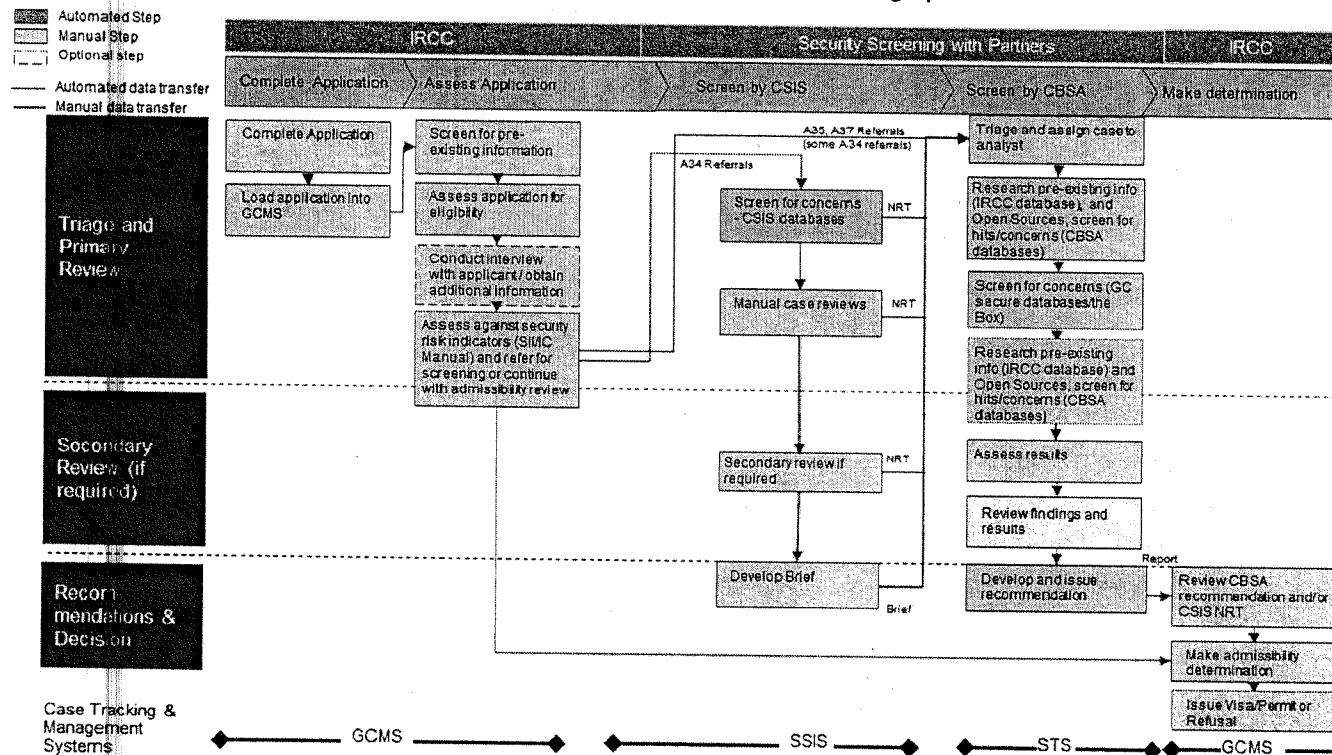 Automated Step
Manual Step
Optional step
Automated data transfer
Manual data transfer
IRCC
Security Screening with Partners
IRCC
Complete Application
Assess Application
Screen by CSIS
Screen by CBSA
Make determination
Triage and
Primary
Review
Complete Application
Load application into
GCMS
Screen for pre-
existing information
Assess application for
eligibility
Conduct interview
with applicant/ obtain
additional information
Assess against security
risk indicators (SI/IC
Manual) and refer for
screening or continue
with admissibility review
A35, A37 Referrals
(some A34 referrals)
A34 Referrals
Screen for concerns
- CSIS databases
NRT
Manual case reviews
NRT
Triage and assign case to
analyst
Research pre-existing info
(IRCC database), and
Open Sources, screen for
hits/concerns (CBSA
databases)
Screen for concerns (GC
secure databases/the
Box)
Research pre-existing
info (IRCC database) and
Open Sources, screen for
hits/concerns (CBSA
databases)
Secondary
Review (if
required)
Secondary review if
required
NRT
Assess results
Review findings and
results
Recom
mendations &
Decision
Develop Brief
Brief
Develop and issue
recommendation
Report
Review CBSA
recommendation and/or
CSIS NRT
Make admissibility
determination
Issue Visa/Permit or
Refusal
Case Tracking &
Management
Systems
GCMS
SSIS
STS
GCMS